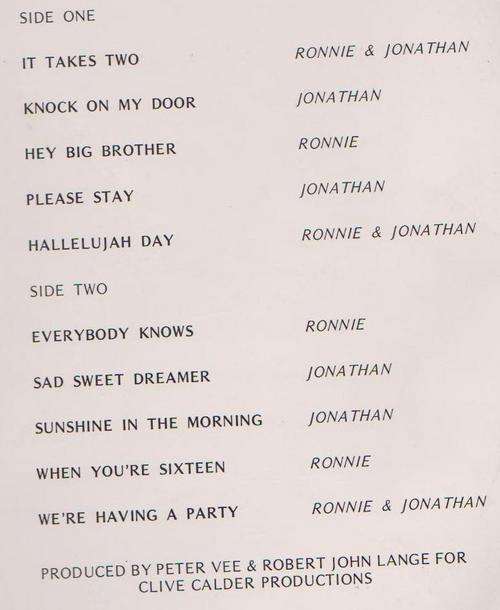 SIDE ONE
IT TAKES TWO RONNIE & JONATHAN
KNOCK ON MY DOOR JONATHAN
HEY BIG BROTHER RONNIE
PLEASE STAY JONATHAN
HALLELUJAH DAY RONNIE & JONATHAN
SIDE TWO
EVERYBODY KNOWS RONNIE
SAD SWEET DREAMER JONATHAN
SUNSHINE IN THE MORNING JONATHAN
WHEN YOU'RE SIXTEEN RONNIE
WE'RE HAVING A PARTY RONNIE & JONATHAN
PRODUCED BY PETER VEE & ROBERT JOHN LANGE FOR
CLIVE CALDER PRODUCTIONS